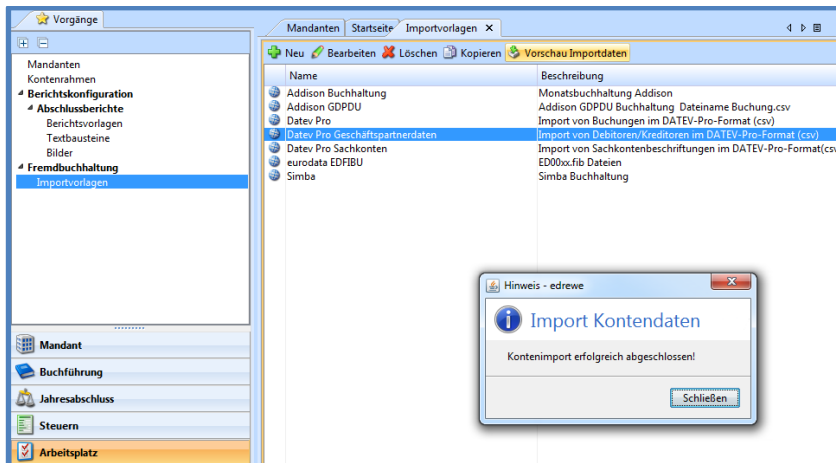 Vorgänge
Mandanten
Kontenrahmen
Berichtskonfiguration
Abschlussberichte
Berichtsvorlagen
Textbausteine
Bilder
Fremdbuchhaltung
Importvorlagen
Mandant
Buchführung
Jahresabschluss
Steuern
Arbeitsplatz
Mandanten Startseite Importvorlagen X
Neu Bearbeiten Löschen Kopieren Vorschau Importdaten
Name Beschreibung
Addison Buchhaltung Monatsbuchhaltung Addison
Addison GDPDU Addison GDPDU Buchhaltung Dateiname Buchung.csv
Datev Pro Import von Buchungen im DATEV-Pro-Format (csv)
Datev Pro Geschäftspartnerdaten Import von Debitoren/Kreditoren im DATEV-Pro-Format (csv)
Datev Pro Sachkonten Import von Sachkontenbeschriftungen im DATEV-Pro-Format(csv
eurodata EDFIBU ED00xx.fib Dateien
Simba Simba Buchhaltung
Hinweis - edrewe
Import Kontendaten
Kontenimport erfolgreich abgeschlossen!
Schließen